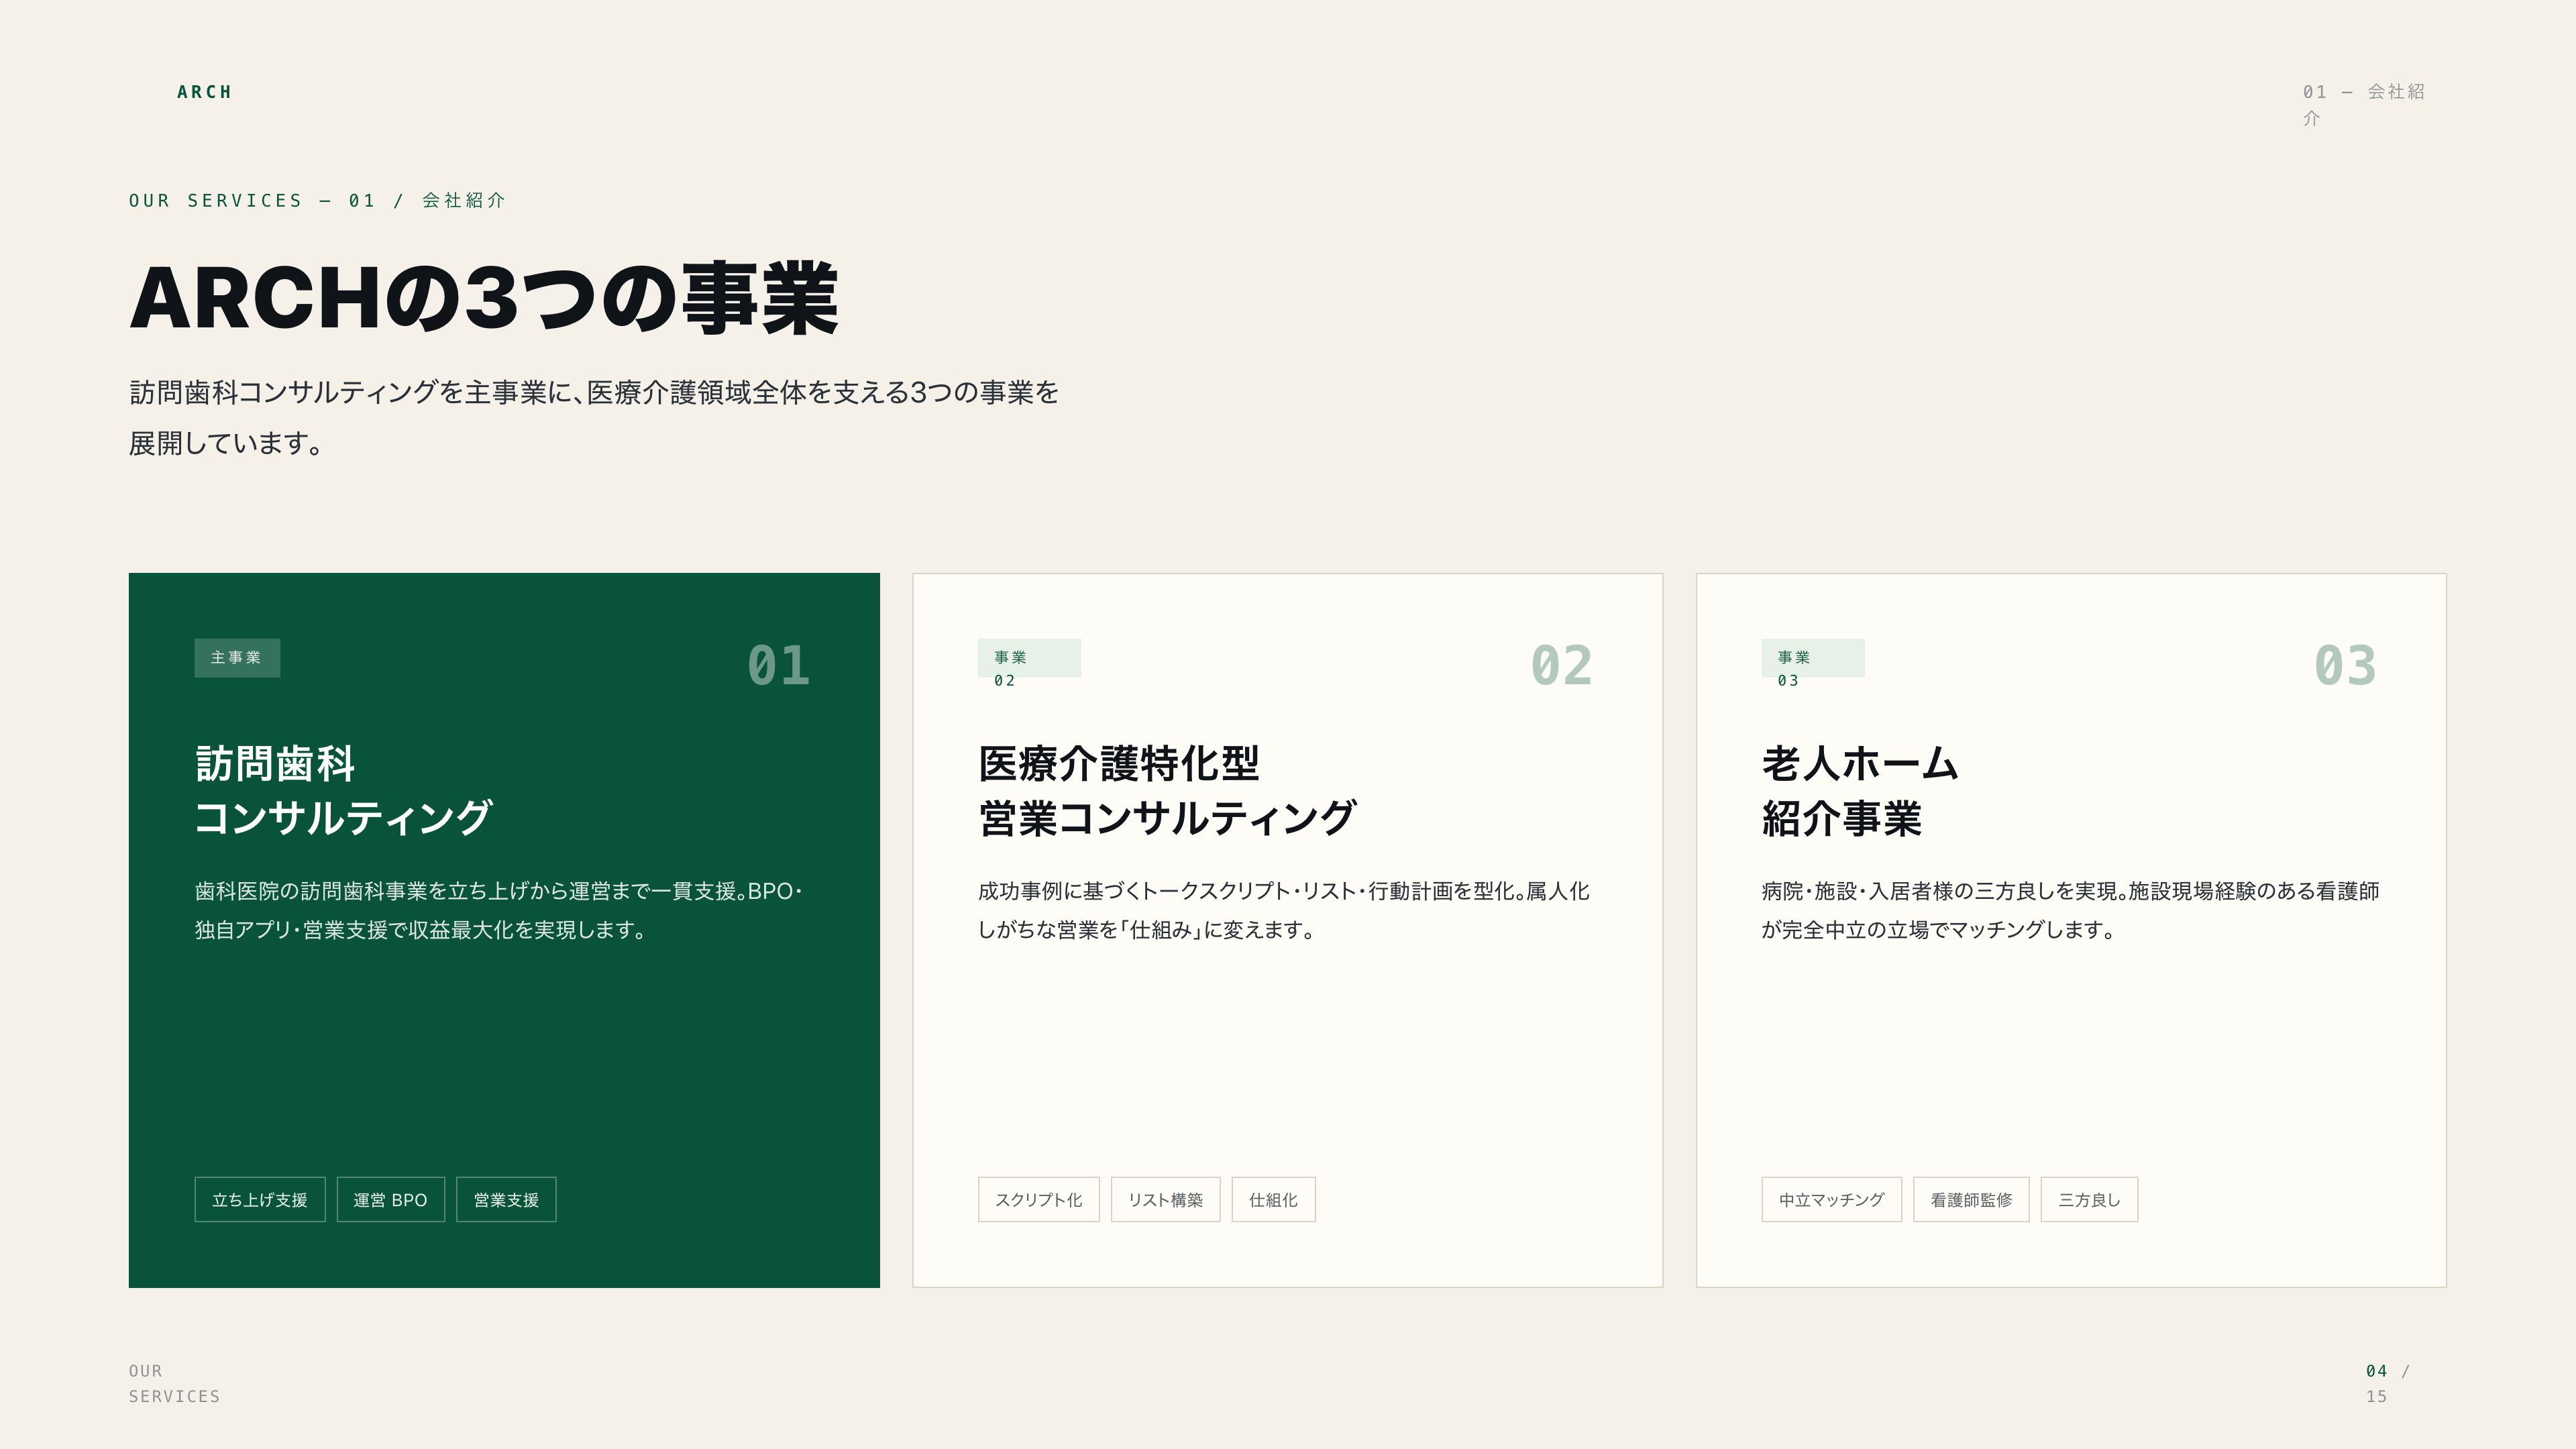 ARCH
01 — 会社紹
介
OUR SERVICES — 01 / 会社紹介
ARCHの3つの事業
訪問歯科コンサルティングを主事業に、医療介護領域全体を支える3つの事業を
展開しています。
主事業
01
訪問歯科
コンサルティング
歯科医院の訪問歯科事業を立ち上げから運営まで一貫支援。BPO・
独自アプリ・営業支援で収益最大化を実現します。
立ち上げ支援
運営 BPO
営業支援
事業
02
02
医療介護特化型
営業コンサルティング
成功事例に基づくトークスクリプト・リスト・行動計画を型化。属人化
しがちな営業を「仕組み」に変えます。
スクリプト化
リスト構築
仕組化
事業
03
03
老人ホーム
紹介事業
病院・施設・入居者様の三方良しを実現。施設現場経験のある看護師
が完全中立の立場でマッチングします。
中立マッチング
看護師監修
三方良し
OUR
SERVICES
04 /
15